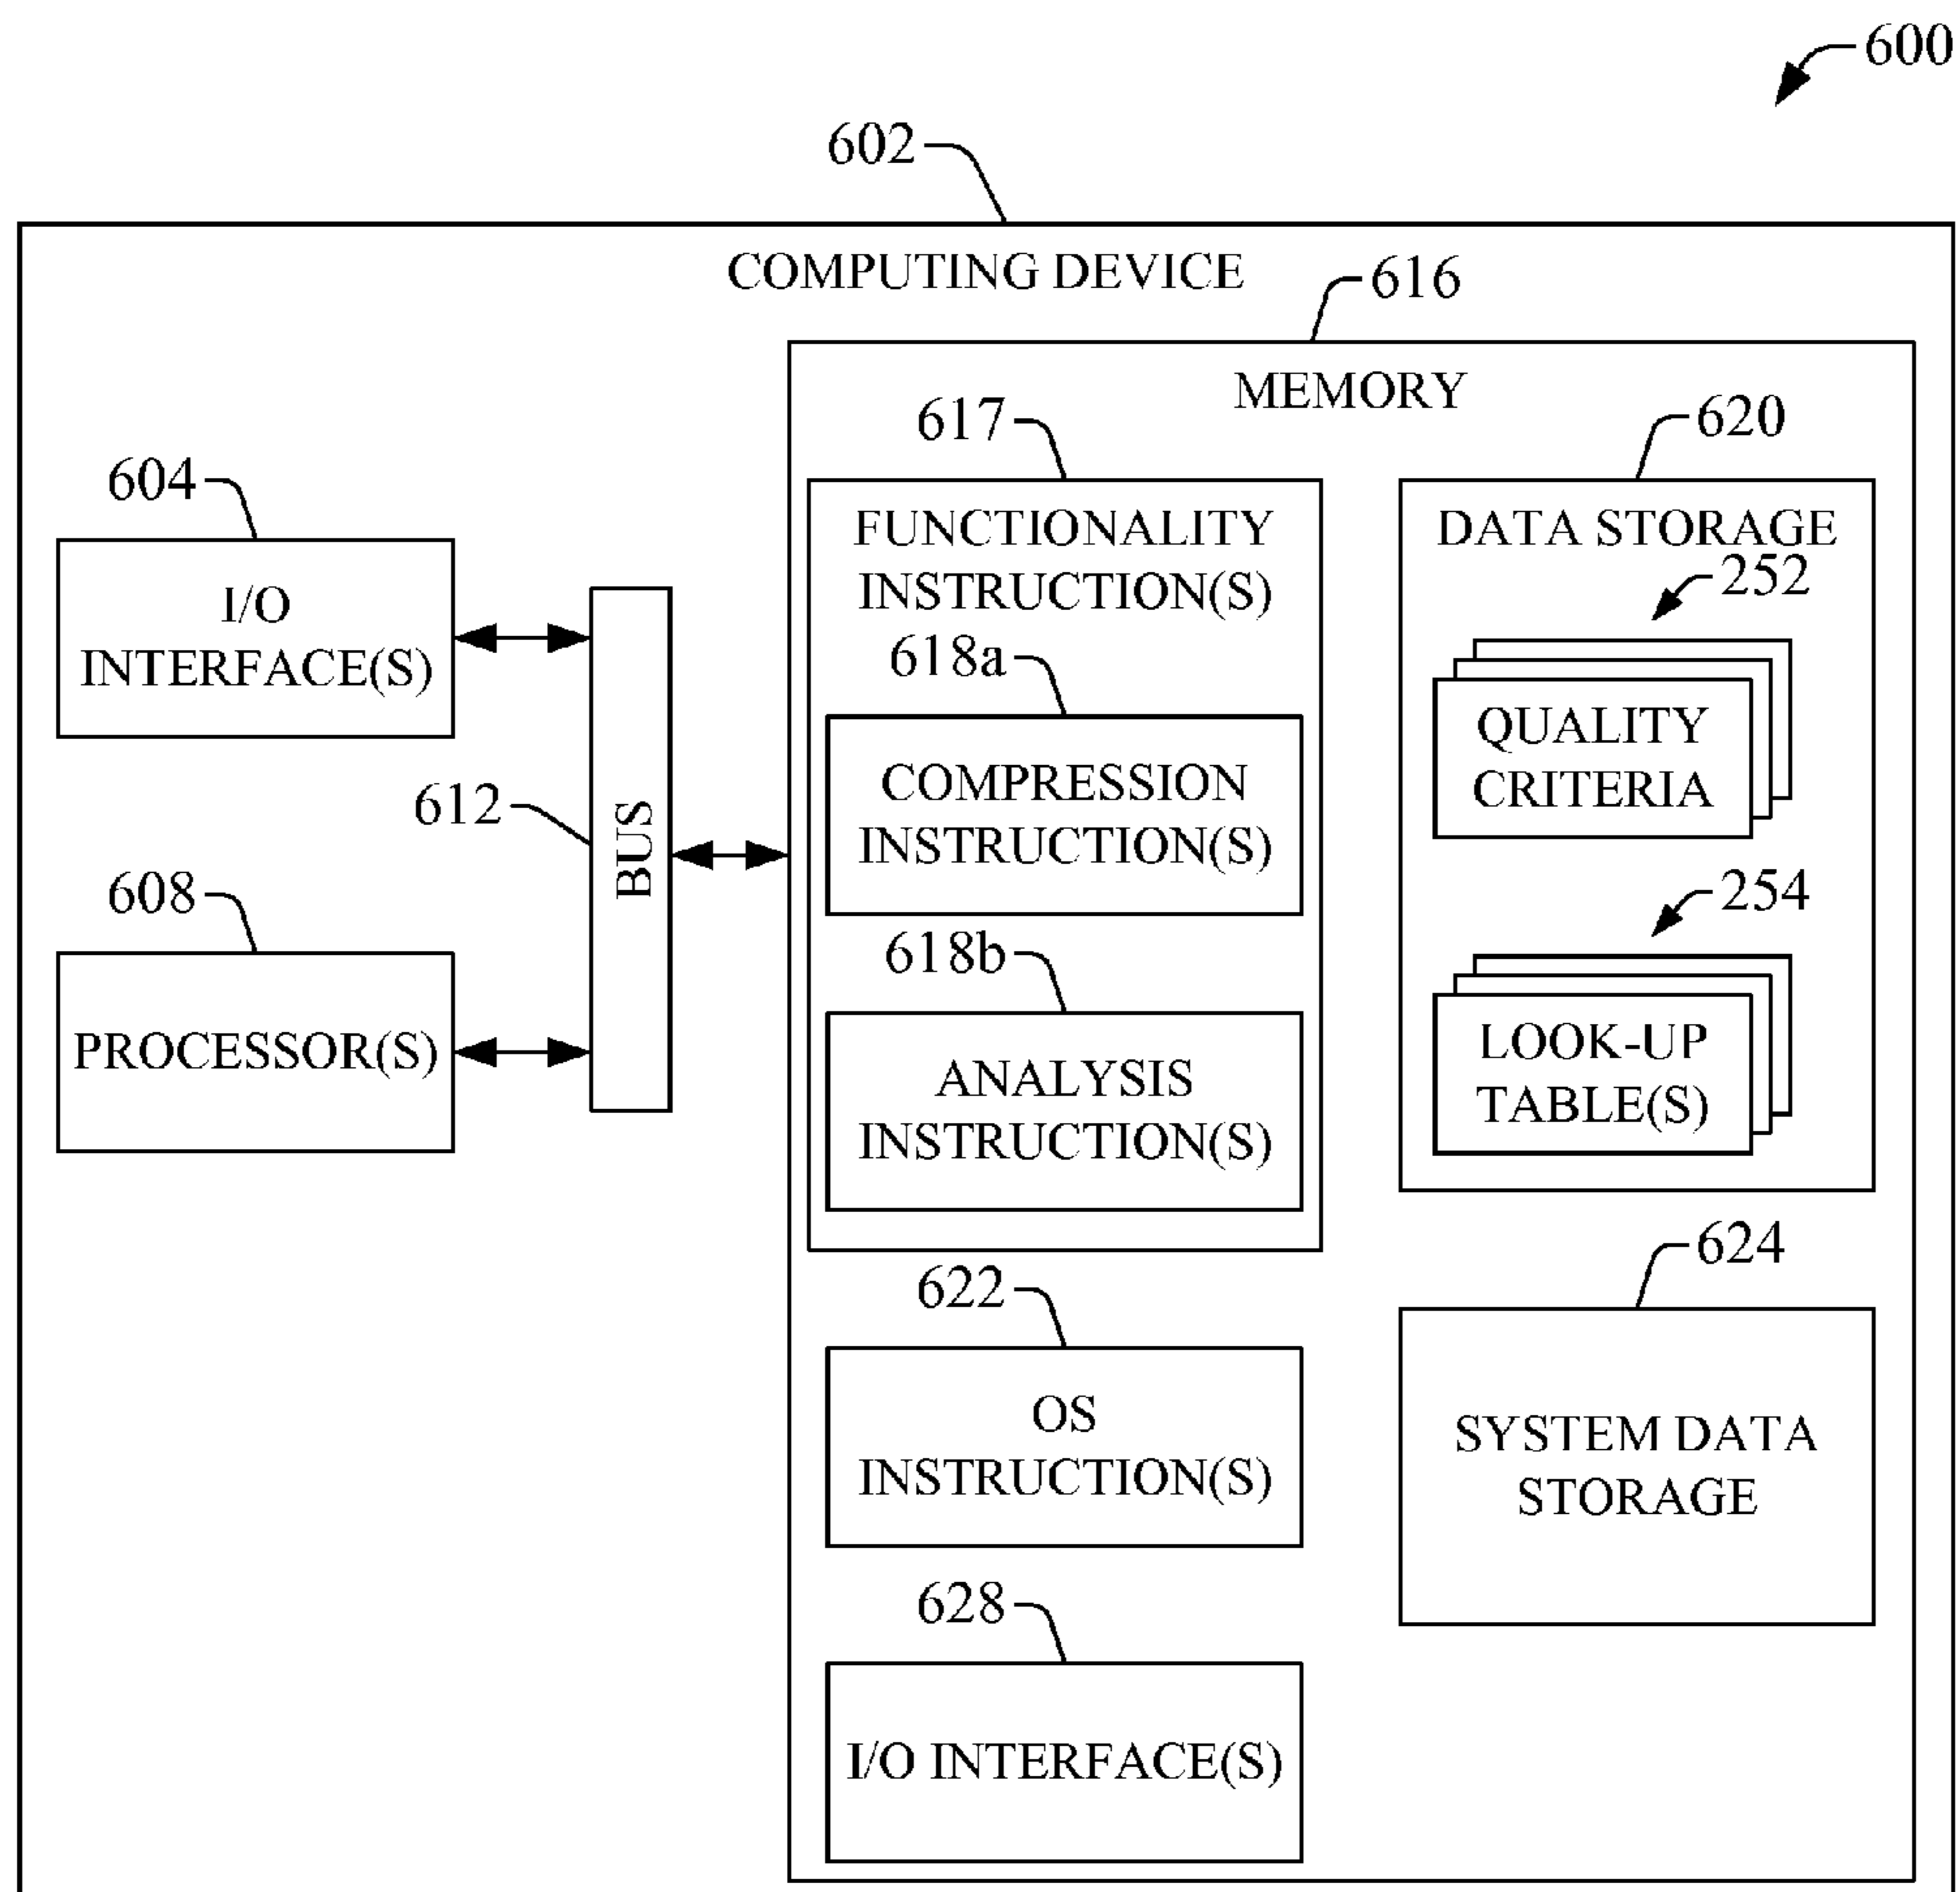 600
602
COMPUTING DEVICE
616
MEMORY
604
I/O
INTERFACE(S)
608
PROCESSOR(S)
612
BUS
617
FUNCTIONALITY
INSTRUCTION(S)
618a
COMPRESSION
INSTRUCTION(S)
618b
ANALYSIS
INSTRUCTION(S)
622
OS
INSTRUCTION(S)
628
I/O INTERFACE(S)
620
DATA STORAGE
252
QUALITY
CRITERIA
254
LOOK-UP
TABLE(S)
624
SYSTEM DATA
STORAGE